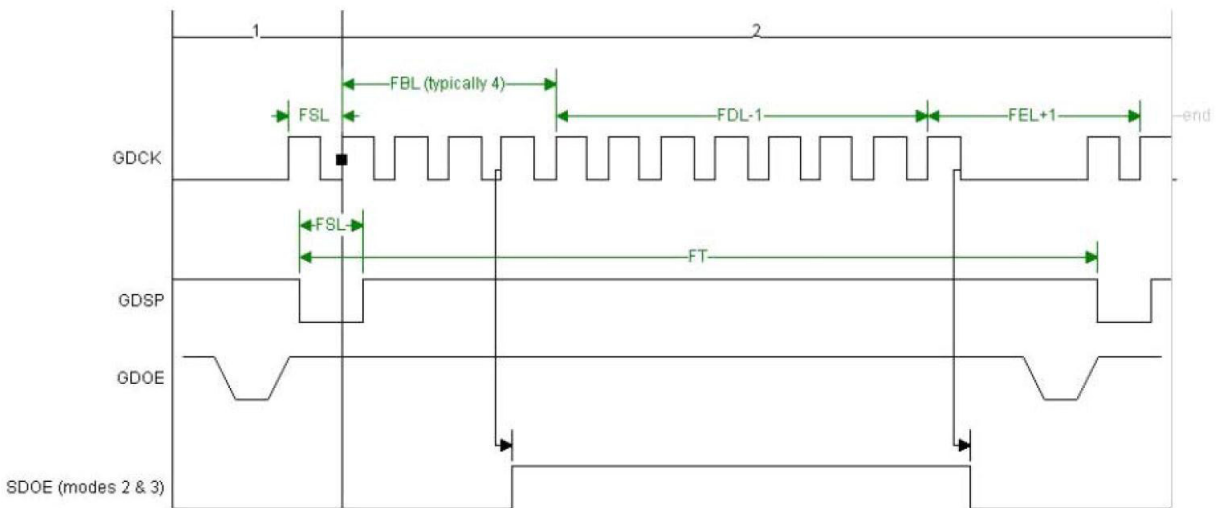 1 2
FBL (typically 4)
FSL FDL-1 FEL+1 end
GDCK
FSL
FT
GDSP
GDOE
SDOE (modes 2 & 3)